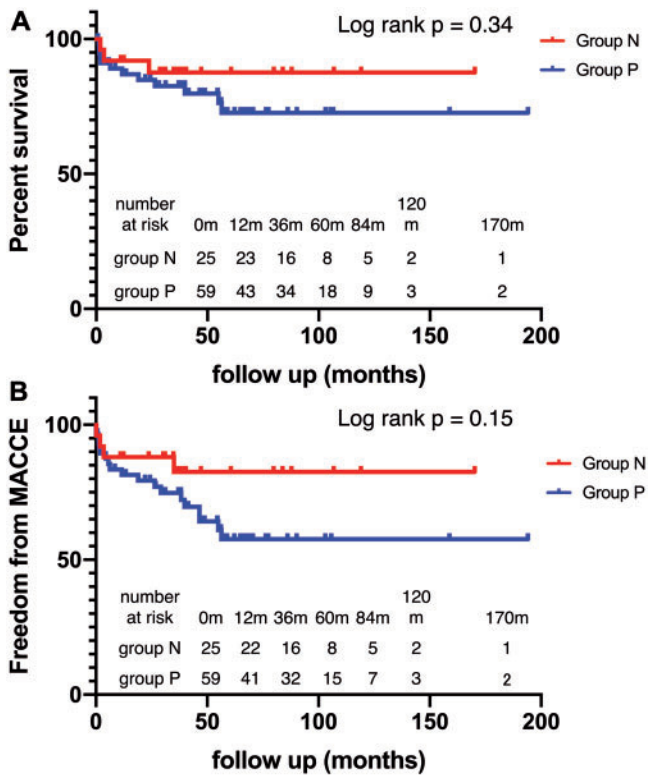 A
Log rank p = 0.34
Group N
Group P
Percent survival
100
50
0
number
at risk 0m 12m 36m 60m 84m 120 m 170m
group N 25 23 16 8 5 2 1
group P 59 43 34 18 9 3 2
0 50 100 150 200
follow up (months)
B
Log rank p = 0.15
Group N
Group P
Freedom from MACCE
100
50
0
number
at risk 0m 12m 36m 60m 84m 120 m 170m
group N 25 22 16 8 5 2 1
group P 59 41 32 15 7 3 2
0 50 100 150 200
follow up (months)